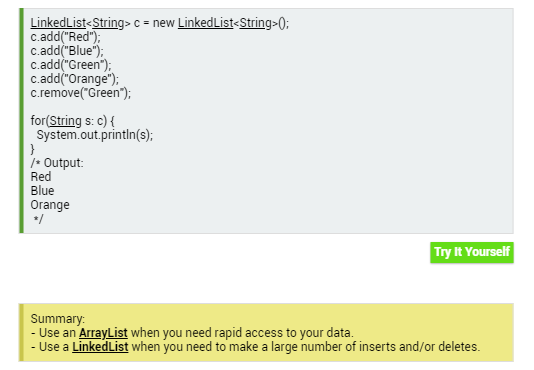 LinkedList<String> c = new LinkedList<String>();
c.add("Red");
c.add("Blue");
c.add("Green");
c.add("Orange");
c.remove("Green");
for(String s: c) {
System.out.println(s);
}
/* Output:
Red
Blue
Orange
*/
Try It Yourself
Summary:
- Use an ArrayList when you need rapid access to your data.
- Use a LinkedList when you need to make a large number of inserts and/or deletes.